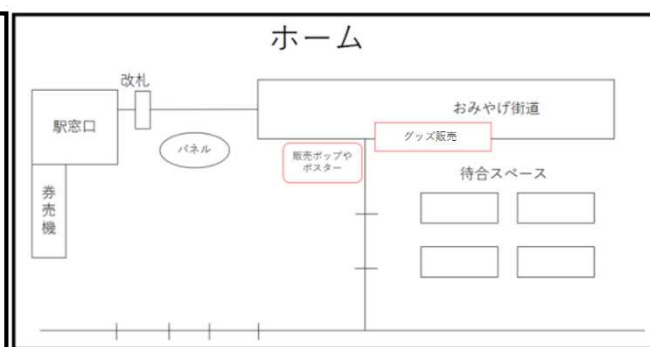 ホーム
改札
おみやげ街道
駅窓口
グッズ販売
パネル
販売ポップや
ポスター
待合スペース
券売機